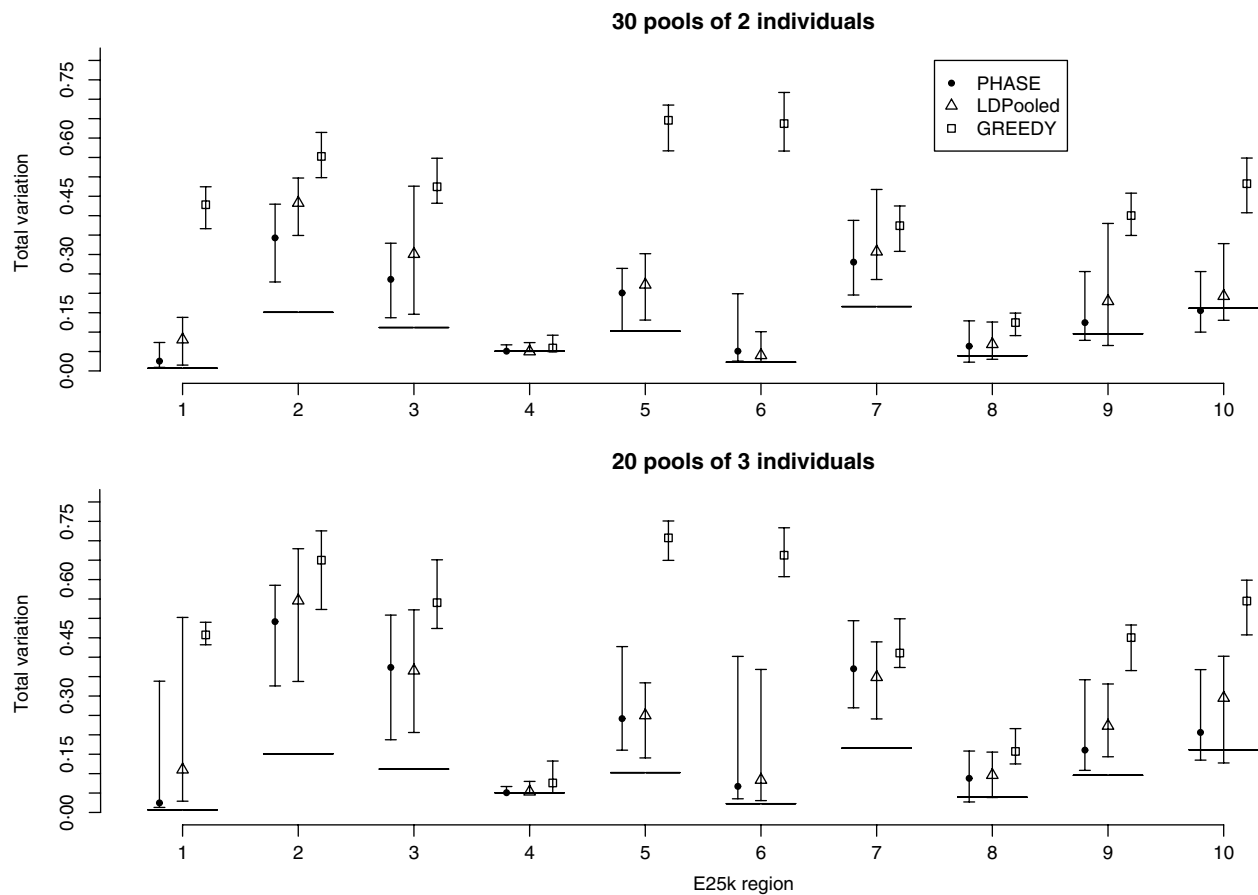 30 pools of 2 individuals
PHASE
LDPooled
GREEDY
Total variation
0·00 0·15 0·30 0·45 0·60 0·75
1 2 3 4 5 6 7 8 9 10
20 pools of 3 individuals
Total variation
0·00 0·15 0·30 0·45 0·60 0·75
1 2 3 4 5 6 7 8 9 10
E25k region